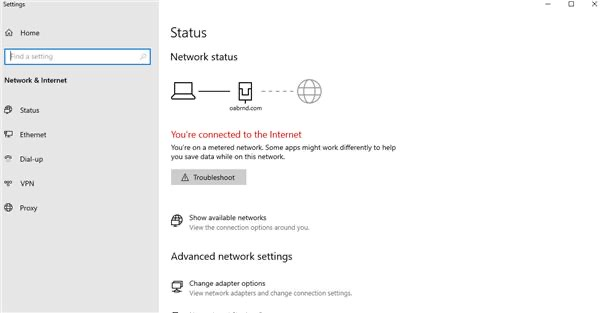 Settings
Home
Find a setting
Network & Internet
Status
Ethernet
Dial-up
VPN
Proxy
Status
Network status
oabrnd.com
You're connected to the Internet
You're on a metered network. Some apps might work differently to help
you save data while on this network.
Troubleshoot
Show available networks
View the connection options around you.
Advanced network settings
Change adapter options
View network adapters and change connection settings.